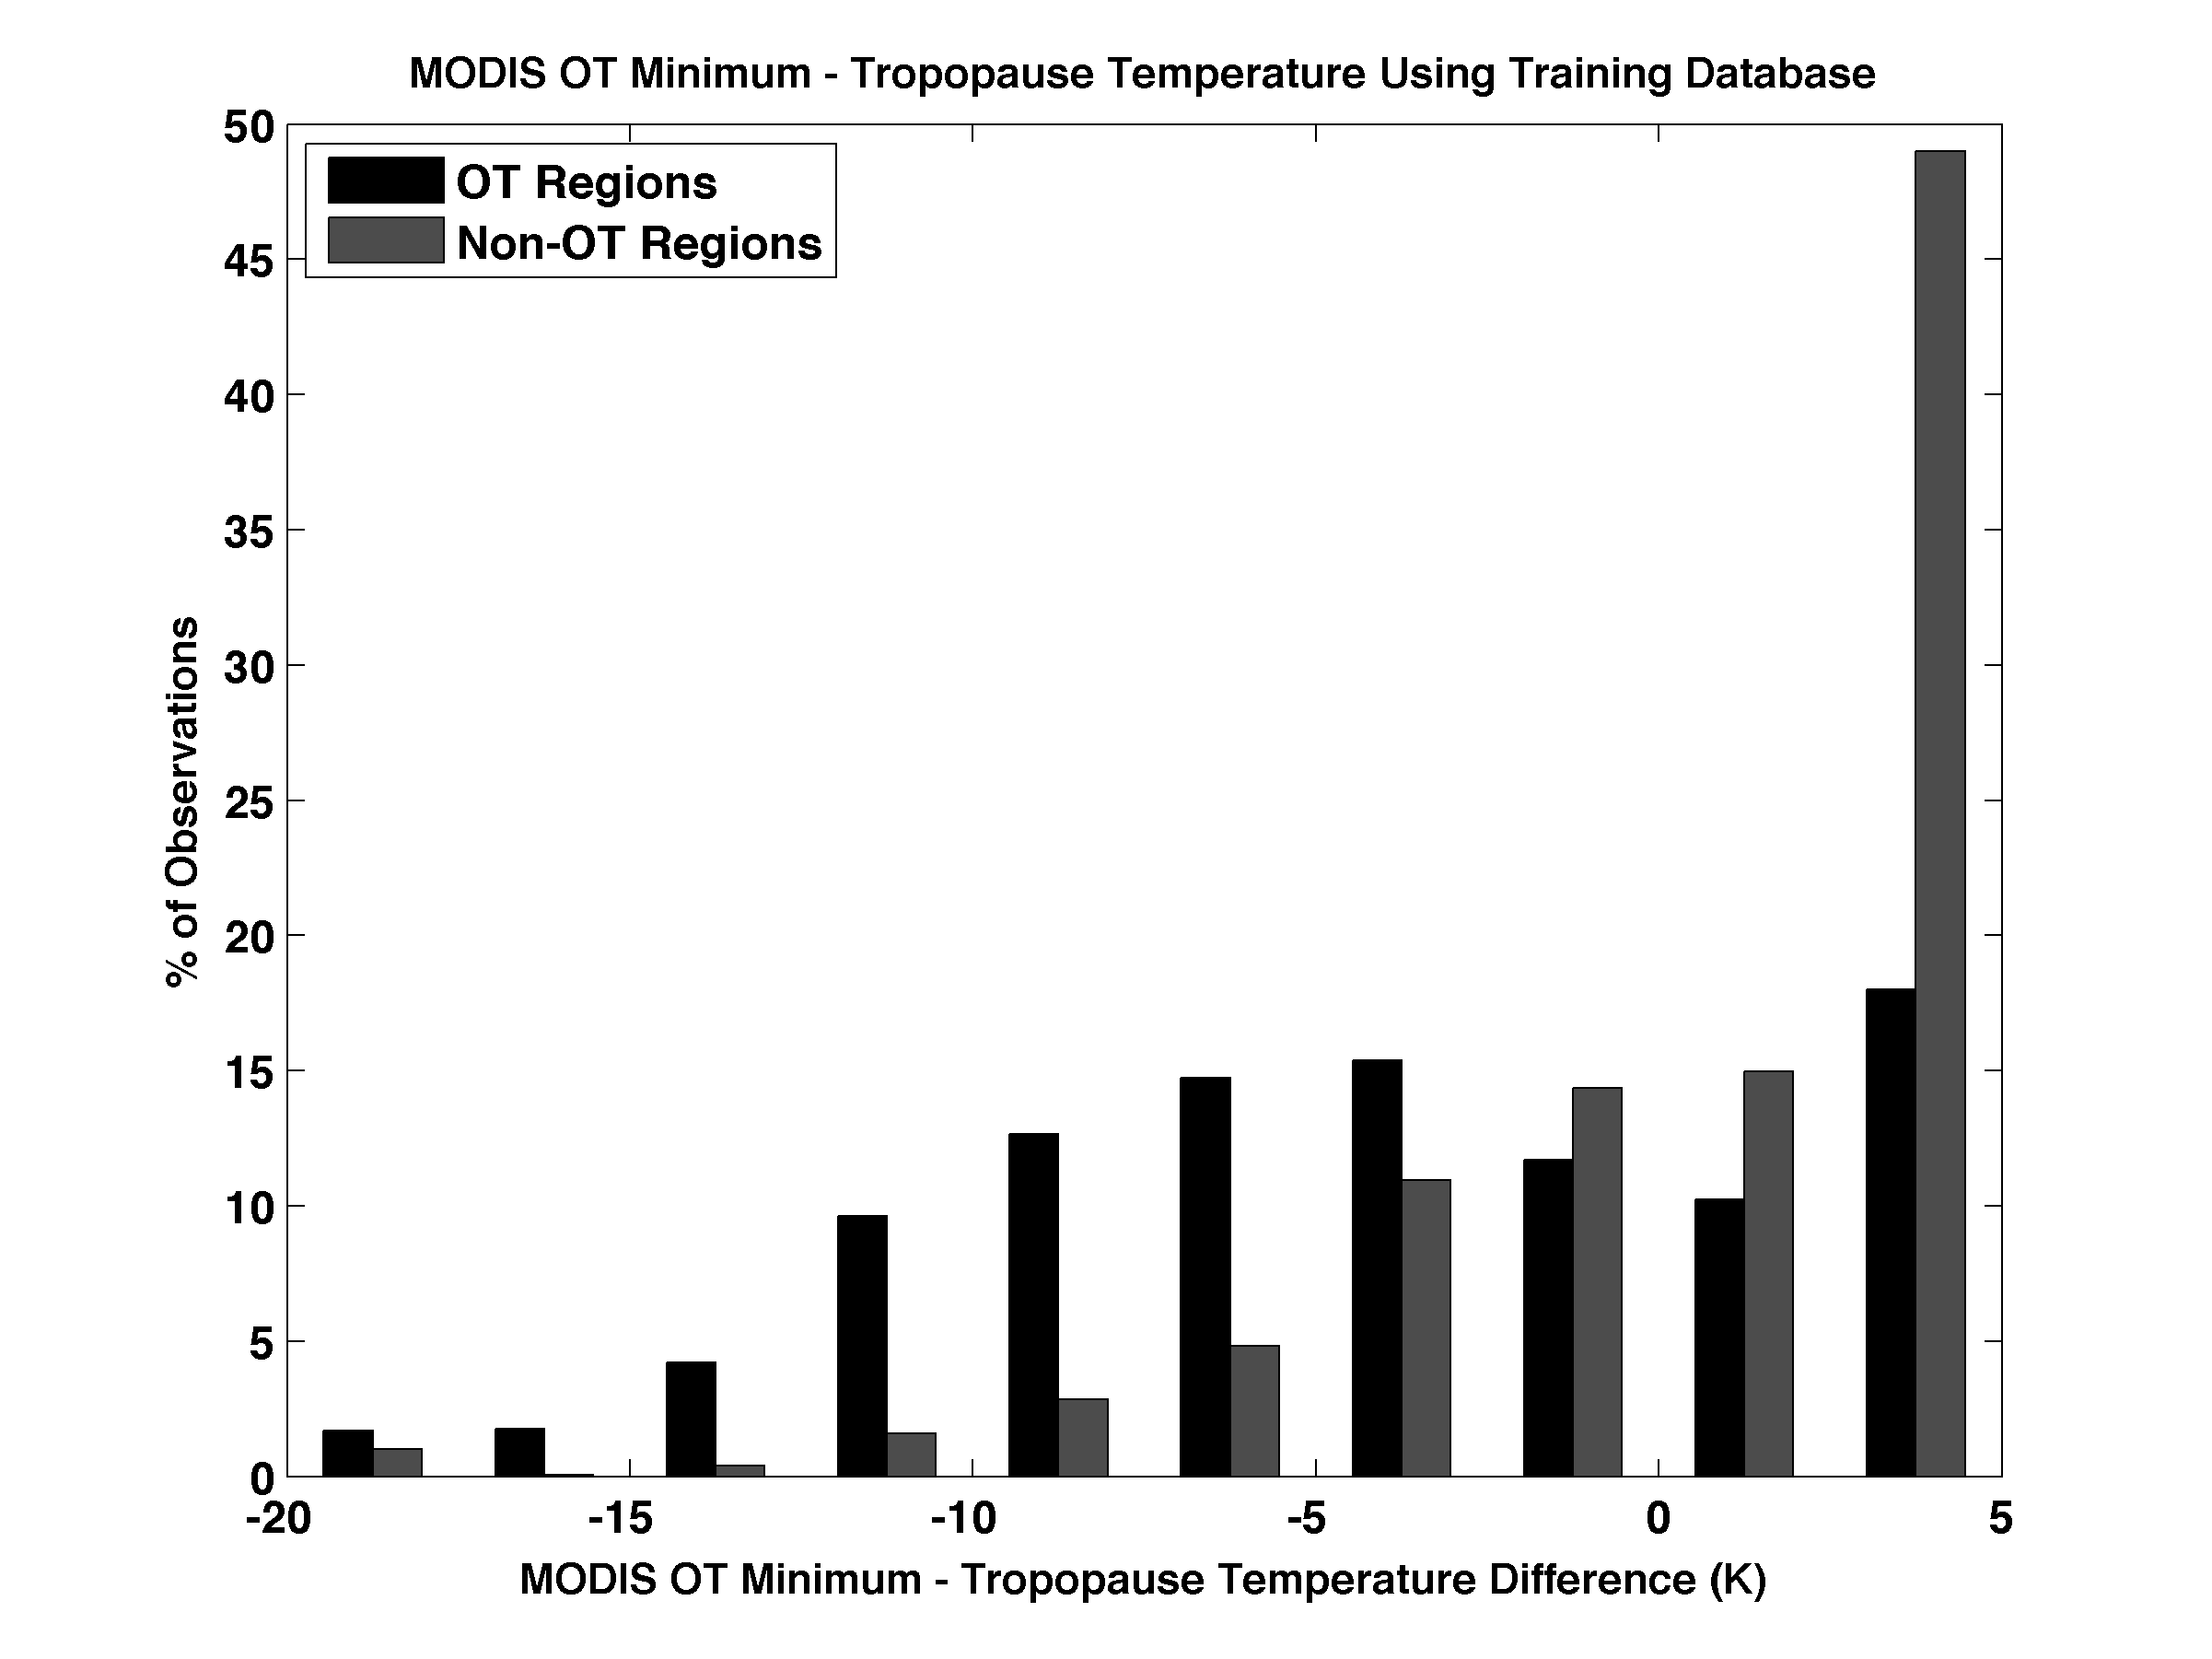 MODIS OT Minimum - Tropopause Temperature Using Training Database
OT Regions
Non-OT Regions
% of Observations
50
45
40
35
30
25
20
15
10
5
0
-20 -15 -10 -5 0 5
MODIS OT Minimum - Tropopause Temperature Difference (K)